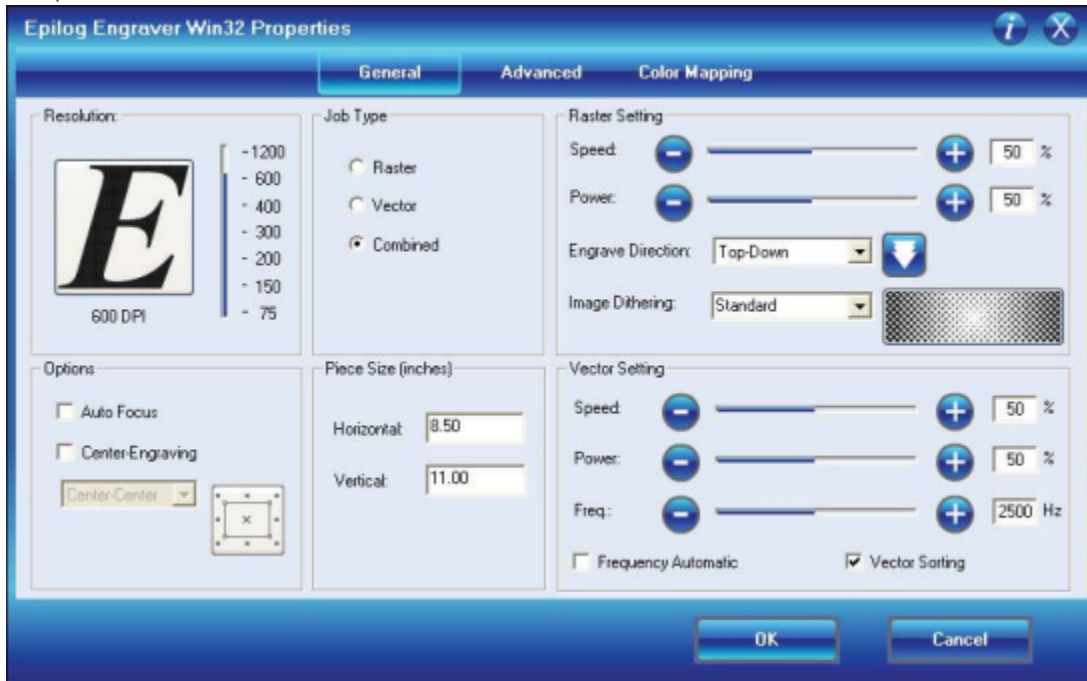 Epilog Engraver Win32 Properties
i X
General Advanced Color Mapping
Resolution:
E
600 DPI
-1200
- 600
- 400
- 300
- 200
- 150
- 75
Job Type
Raster
Vector
Combined
Raster Setting
Speed: 50 %
Power: 50 %
Engrave Direction: Top-Down
Image Dithering: Standard
Options
Auto Focus
Center-Engraving
Center-Center
Piece Size (inches)
Horizontal: 8.50
Vertical: 11.00
Vector Setting
Speed: 50 %
Power: 50 %
Freq.: 2500 Hz
Frequency Automatic Vector Sorting
OK Cancel